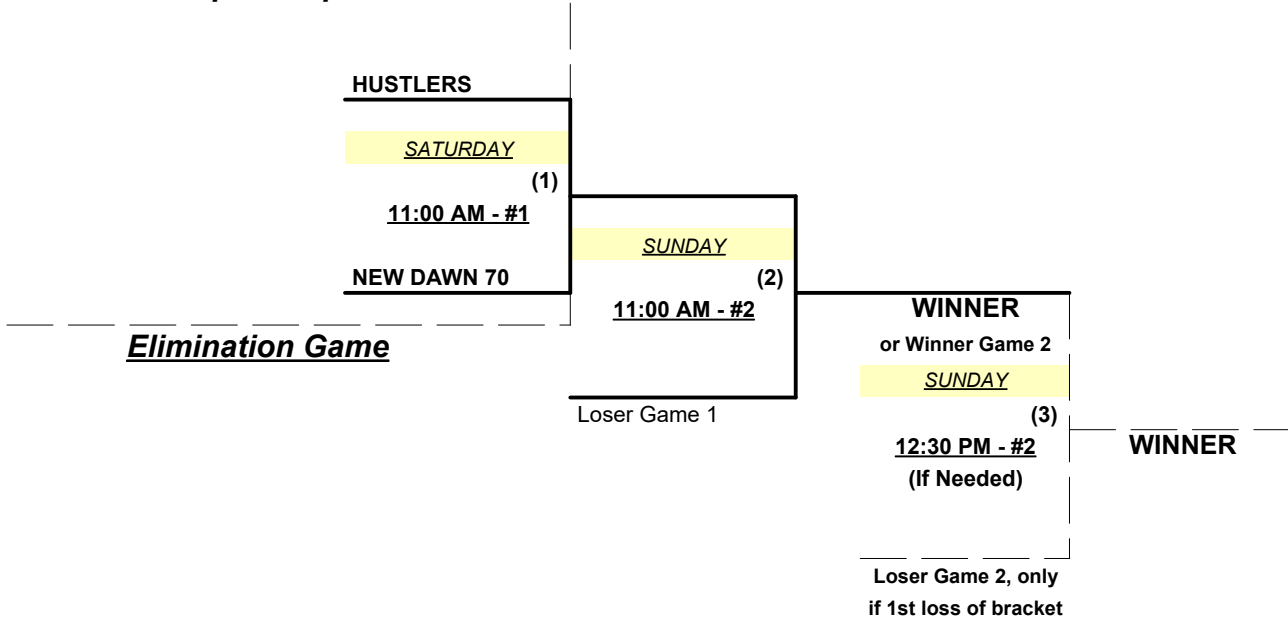 HUSTLERS
SATURDAY
(1)
11:00 AM - #1
NEW DAWN 70
SUNDAY
(2)
11:00 AM - #2
Loser Game 1
Elimination Game
WINNER
or Winner Game 2
SUNDAY
(3)
12:30 PM - #2
(If Needed)
WINNER
Loser Game 2, only
if 1st loss of bracket